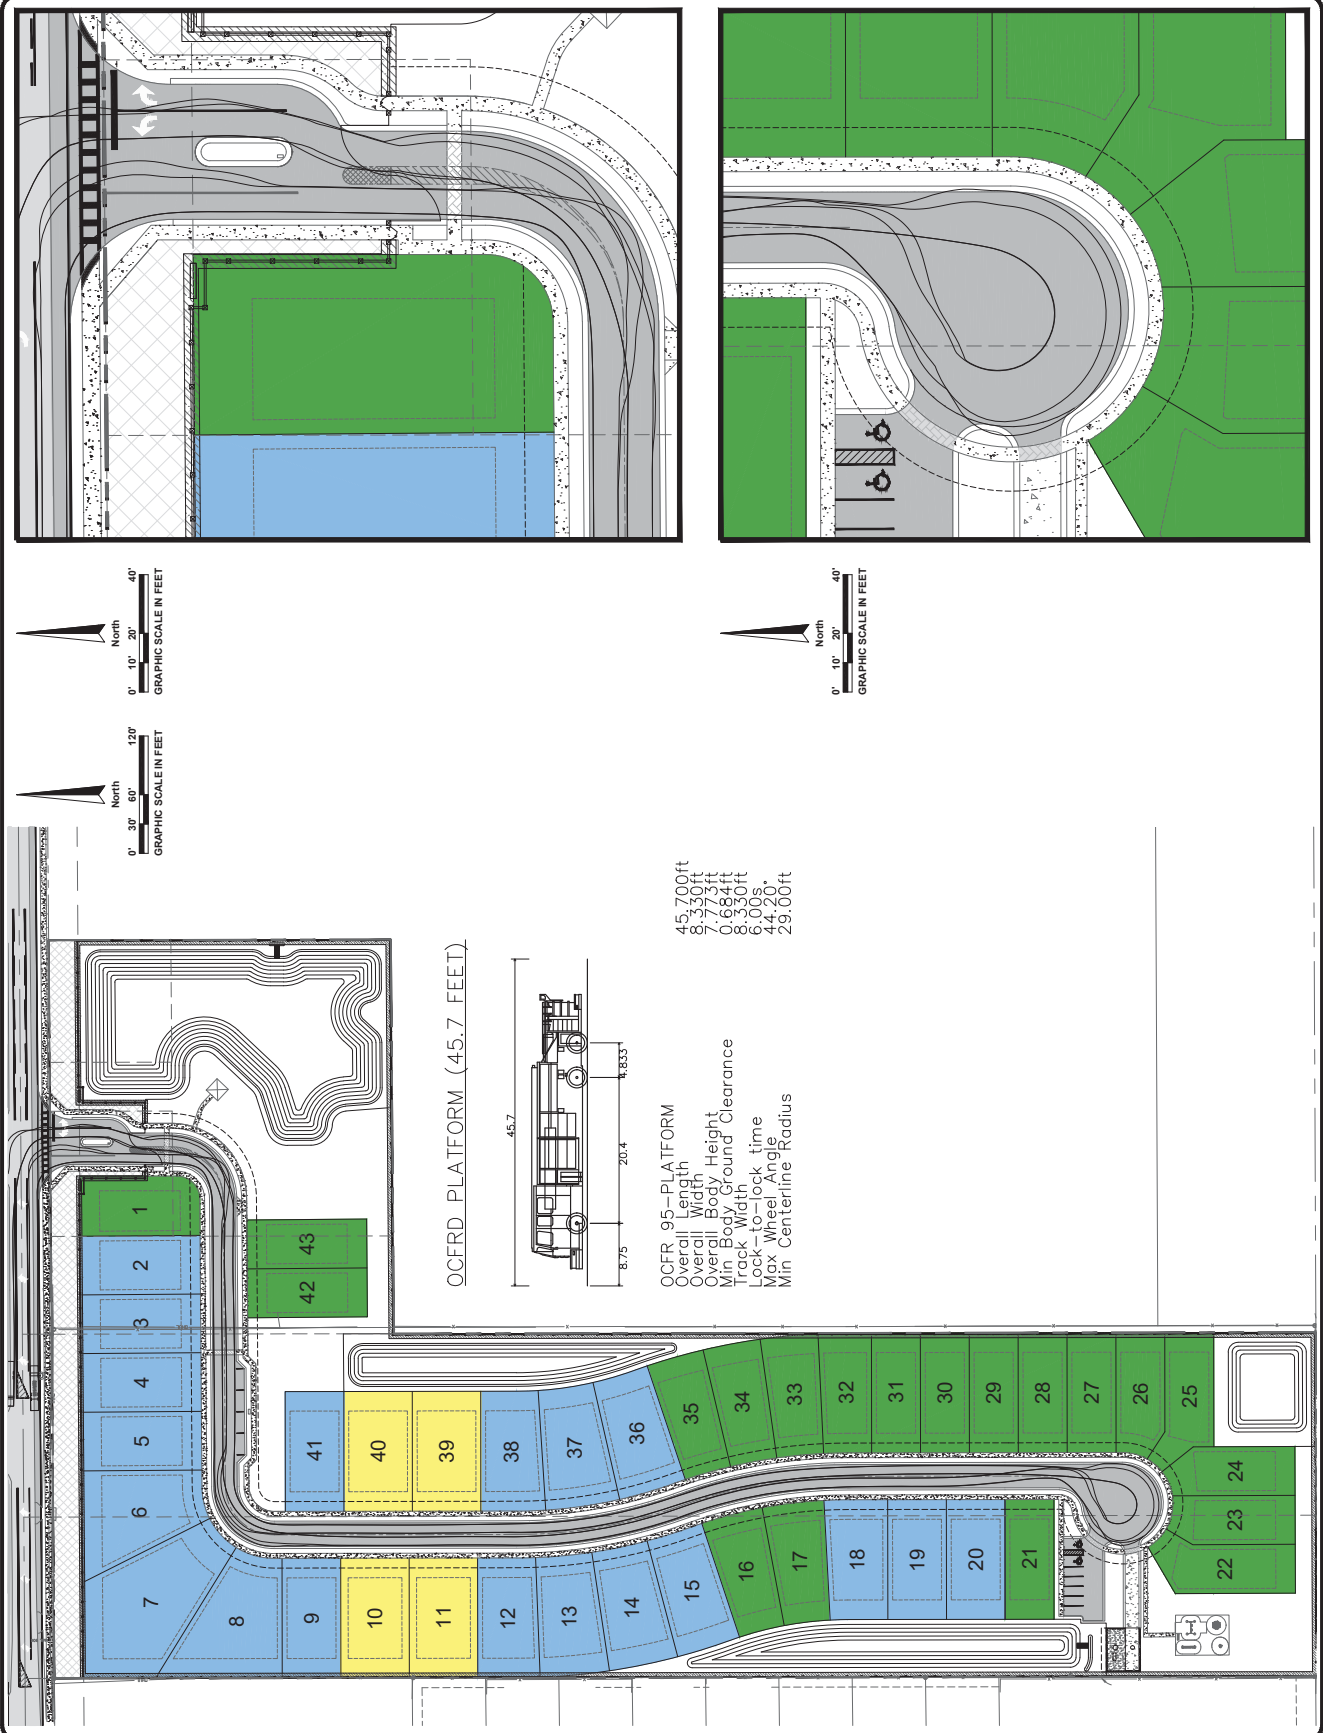 North
0' 10' 20' 40'
GRAPHIC SCALE IN FEET
North
0' 10' 20' 40'
GRAPHIC SCALE IN FEET
North
0' 30' 60' 120'
GRAPHIC SCALE IN FEET
OCFRD PLATFORM (45.7 FEET)
45.7
8.75 20.4 4.833
OCFR 95-PLATFORM
Overall Length 45.700ft
Overall Width 8.330ft
Overall Body Height 7.773ft
Min Body Ground Clearance 0.684ft
Track Width 8.330ft
Lock-to-lock time 6.00s
Max Wheel Angle 44.20°
Min Centerline Radius 29.00ft
1
2
3
4
5
6
7
8
9
10
11
12
13
14
15
16
17
18
19
20
21
22
23
24
25
26
27
28
29
30
31
32
33
34
35
36
37
38
39
40
41
42
43